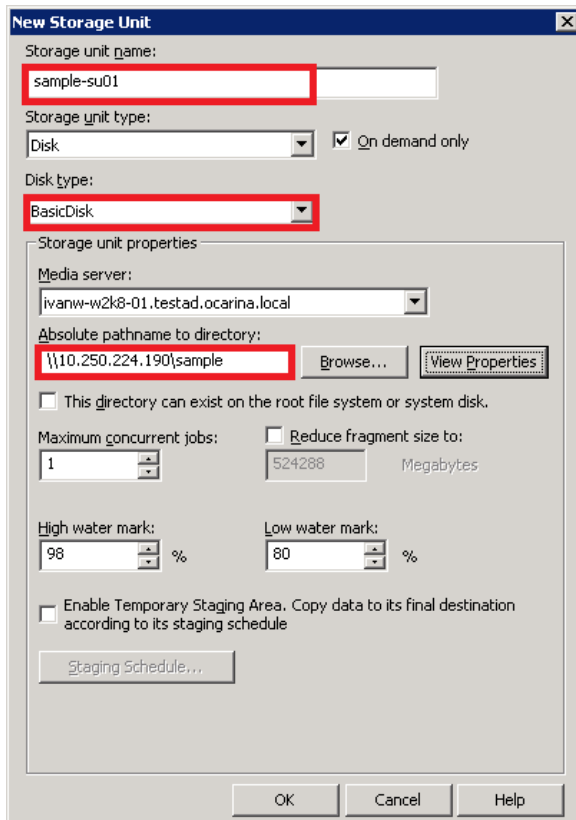 New Storage Unit
Storage unit name:
sample-su01
Storage unit type:
Disk
On demand only
Disk type:
BasicDisk
Storage unit properties
Media server:
ivanw-w2k8-01.testad.ocarina.local
Absolute pathname to directory:
\\10.250.224.190\sample
Browse...
View Properties
This directory can exist on the root file system or system disk.
Maximum concurrent jobs:
Reduce fragment size to:
1
524288
Megabytes
High water mark:
Low water mark:
98
%
80
%
Enable Temporary Staging Area. Copy data to its final destination
according to its staging schedule
Staging Schedule...
OK
Cancel
Help